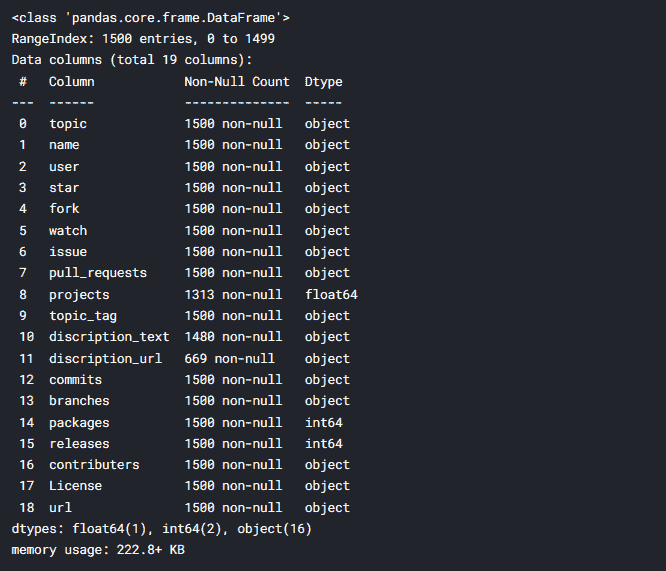 <class 'pandas.core.frame.DataFrame'>
RangeIndex: 1500 entries, 0 to 1499
Data columns (total 19 columns):
 #   Column            Non-Null Count  Dtype
---  ------            --------------  -----
 0   topic             1500 non-null   object
 1   name              1500 non-null   object
 2   user              1500 non-null   object
 3   star              1500 non-null   object
 4   fork              1500 non-null   object
 5   watch             1500 non-null   object
 6   issue             1500 non-null   object
 7   pull_requests     1500 non-null   object
 8   projects          1313 non-null   float64
 9   topic_tag         1500 non-null   object
 10  discription_text  1480 non-null   object
 11  discription_url   669 non-null    object
 12  commits           1500 non-null   object
 13  branches          1500 non-null   object
 14  packages          1500 non-null   int64
 15  releases          1500 non-null   int64
 16  contributers      1500 non-null   object
 17  License           1500 non-null   object
 18  url               1500 non-null   object
dtypes: float64(1), int64(2), object(16)
memory usage: 222.8+ KB